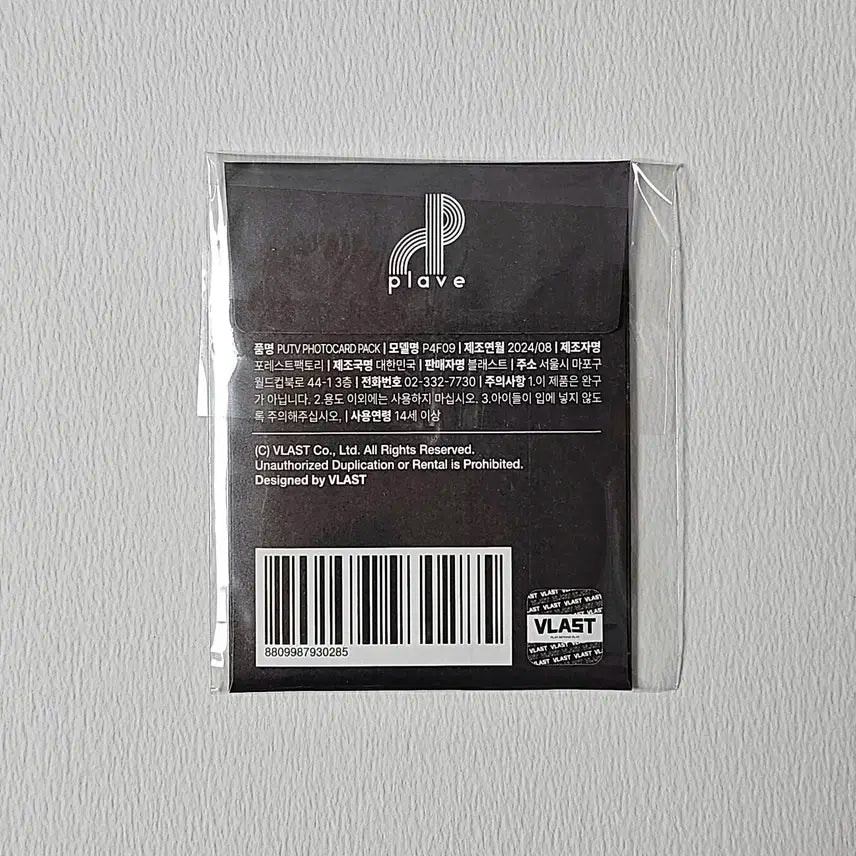 plave
품명 PUTV PHOTOCARD PACK | 모델명 P4F09 | 제조연월 2024/08 | 제조자명
포레스트팩토리 | 제조국명 대한민국 | 판매자명 블래스트 | 주소 서울시 마포구
월드컵북로 44-1 3층 | 전화번호 02-332-7730 | 주의사항 1.이 제품은 완구
가 아닙니다. 2.용도 이외에는 사용하지 마십시오. 3.아이들이 입에 넣지 않도
록 주의해주십시오, | 사용연령 14세 이상
(C) VLAST Co., Ltd. All Rights Reserved.
Unauthorized Duplication or Rental is Prohibited.
Designed by VLAST
8809987930285
VLAST